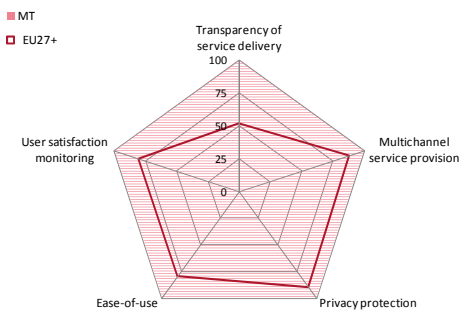 MT
EU27+
Transparency of
service delivery
100
75
50
25
0
User satisfaction
monitoring
Multichannel
service provision
Ease-of-use
Privacy protection